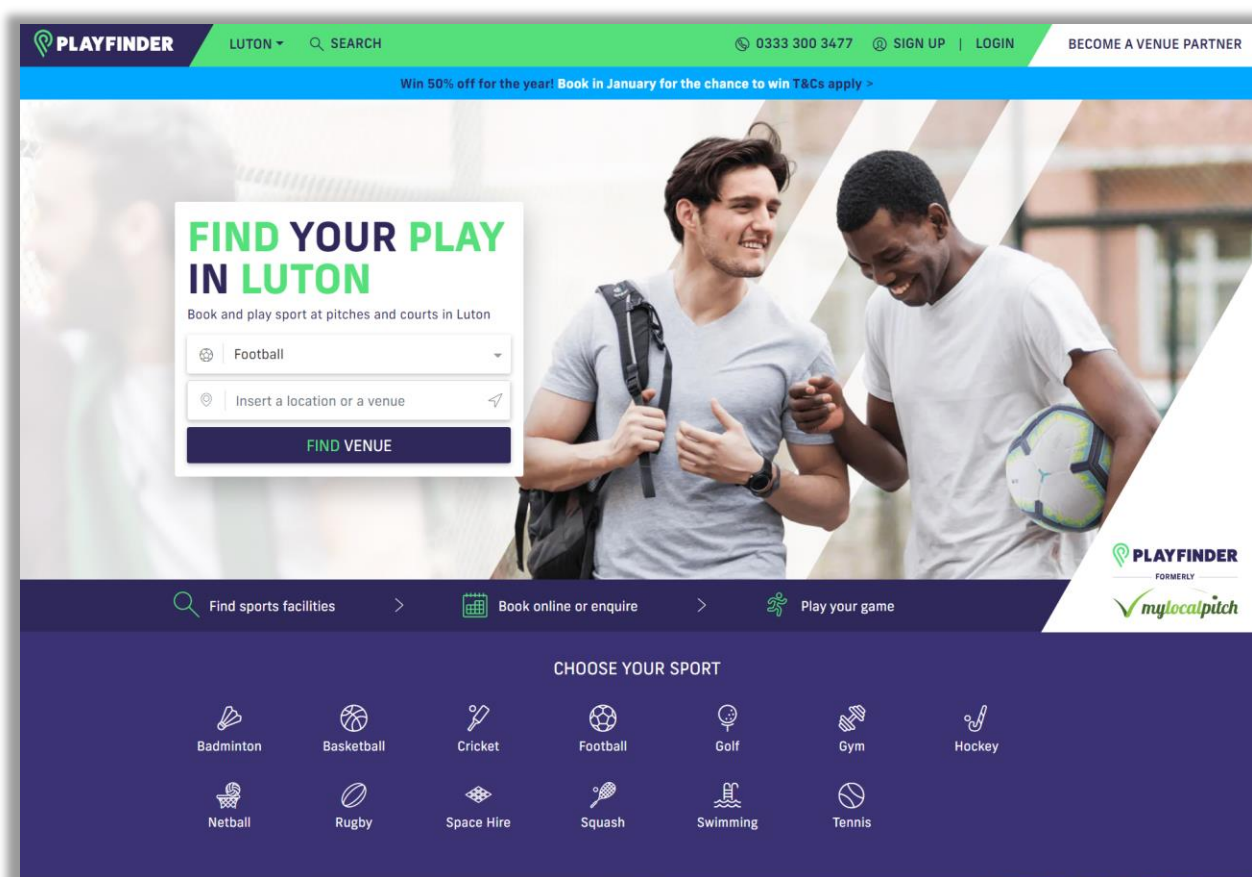 PLAYFINDER
LUTON
SEARCH
0333 300 3477
SIGN UP | LOGIN
BECOME A VENUE PARTNER
Win 50% off for the year! Book in January for the chance to win T&Cs apply >
FIND YOUR PLAY
IN LUTON
Book and play sport at pitches and courts in Luton
Football
Insert a location or a venue
FIND VENUE
PLAYFINDER
FORMERLY
mylocalpitch
Find sports facilities > Book online or enquire > Play your game
CHOOSE YOUR SPORT
Badminton Basketball Cricket Football Golf Gym Hockey
Netball Rugby Space Hire Squash Swimming Tennis